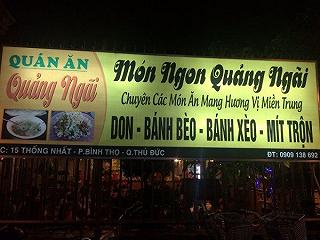 QUÁN ĂN
Quảng Ngãi
Món Ngon Quảng Ngãi
Chuyên Các Món Ăn Mang Hương Vị Miền Trung
DON - BÁNH BÈO - BÁNH XÈO - MÍT TRỘN
C: 15 THỐNG NHẤT - P.BÌNH THỌ - Q.THỦ ĐỨC
ĐT: 0909 138 692